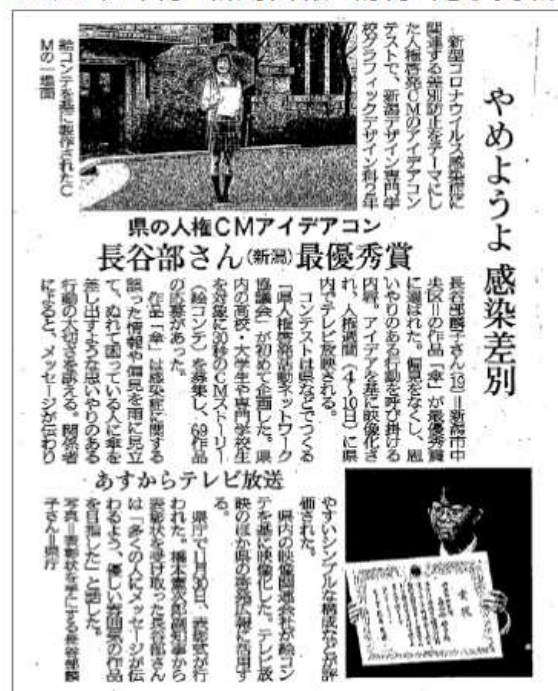 やめようよ 感染差別
県の人権CMアイデアコン
長谷部さん(新潟)最優秀賞
新型コロナウイルス感染症に
関連する差別防止をテーマにし
た人権啓発CMのアイデアコン
テストで、新潟デザイン専門学
校グラフィックデザイン科2年
絵コンテを基に製作されたC
Mの一場面
長谷部麟子さん(19)=新潟市中
央区=の作品「傘」が最優秀賞
に選ばれた。偏見をなくし、思
いやりのある行動を呼び掛ける
内容。アイデアを基に映像化さ
れ、人権週間(4~10日)に県
内でテレビ放映される。
コンテストは県などでつくる
「県人権啓発活動ネットワーク
協議会」が初めて企画した。県
内の高校・大学生や専門学校生
を対象に30秒のCMストーリー
(絵コンテ)を募集し、69作品
の応募があった。
作品「傘」は感染症に関する
誤った情報や偏見を雨に見立
て、ぬれて困っている人に傘を
差し出すような思いやりのある
行動の大切さを訴える。関係者
によると、メッセージが伝わり
あすからテレビ放送
やすいシンプルな構成などが評
価された。
県内の映像関連会社が絵コン
テを基に映像化した。テレビ放
映のほか県の啓発広報に活用す
る。
県庁で11月30日、表彰式が行
われた。橋本憲次郎副知事から
表彰状を受け取った長谷部さん
は「多くの人にメッセージが伝
わるよう、優しい雰囲気の作品
を目指した」と話した。
写真=表彰状を手にする長谷部麟
子さん=県庁
賞状